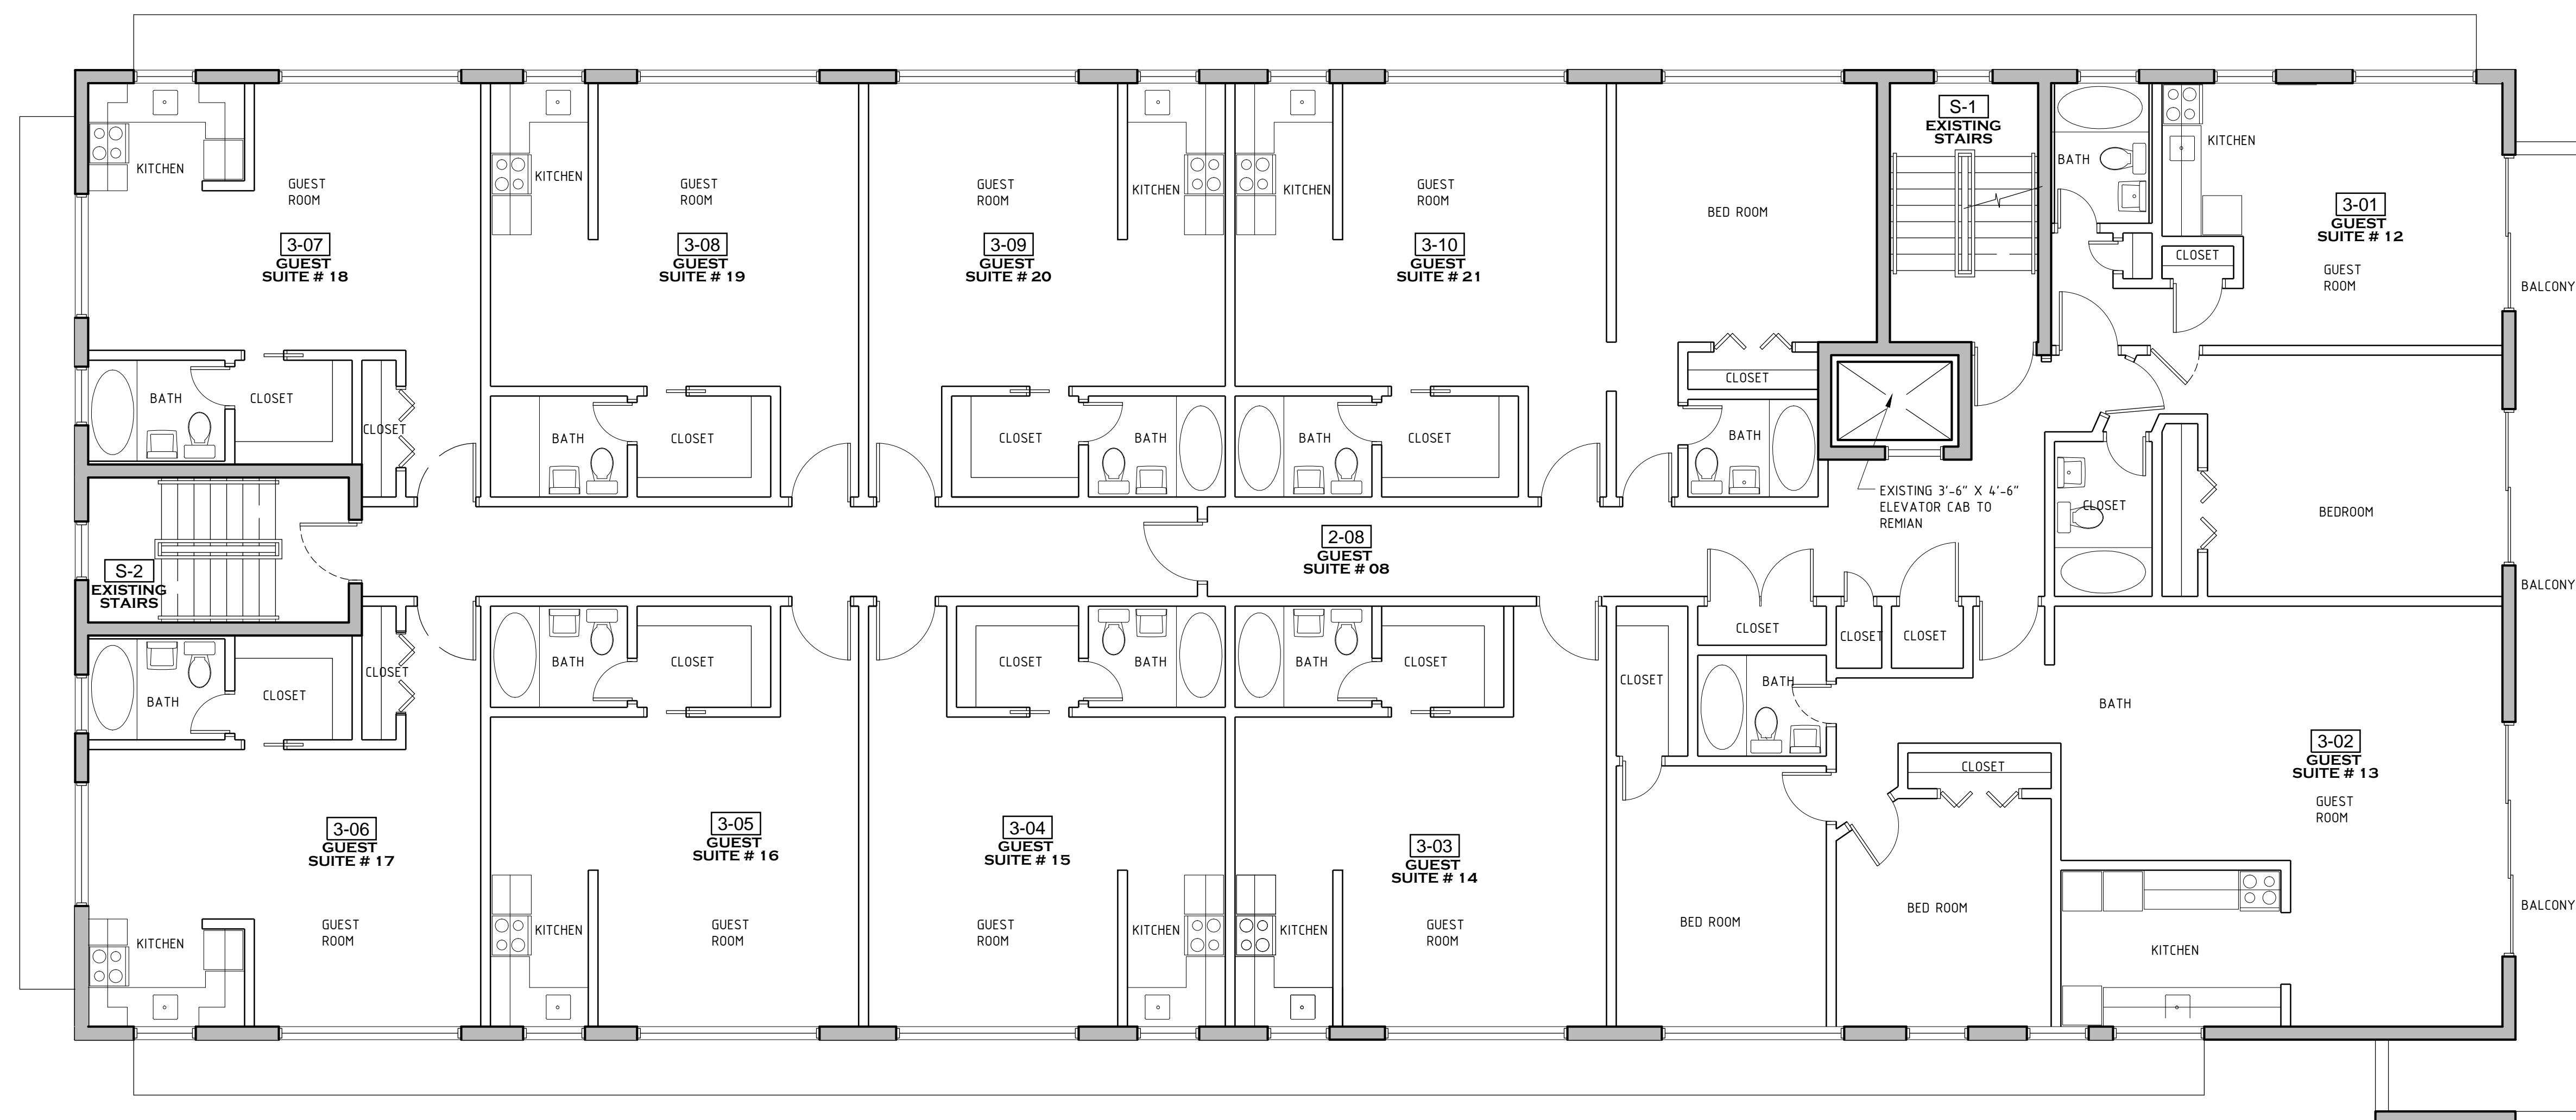 KITCHEN
GUEST
ROOM
3-07
GUEST
SUITE # 18
BATH
CLOSET
CLOSET
KITCHEN
GUEST
ROOM
3-08
GUEST
SUITE # 19
BATH
CLOSET
GUEST
ROOM
KITCHEN
3-09
GUEST
SUITE # 20
CLOSET
BATH
KITCHEN
GUEST
ROOM
3-10
GUEST
SUITE # 21
BATH
CLOSET
BED ROOM
CLOSET
BATH
S-1
EXISTING
STAIRS
EXISTING 3'-6" X 4'-6"
ELEVATOR CAB TO
REMIAN
BATH
KITCHEN
CLOSET
3-01
GUEST
SUITE # 12
GUEST
ROOM
BALCONY
CLOSET
BEDROOM
BALCONY
S-2
EXISTING
STAIRS
2-08
GUEST
SUITE # 08
BATH
CLOSET
CLOSET
3-06
GUEST
SUITE # 17
KITCHEN
GUEST
ROOM
BATH
CLOSET
3-05
GUEST
SUITE # 16
KITCHEN
GUEST
ROOM
CLOSET
BATH
3-04
GUEST
SUITE # 15
GUEST
ROOM
KITCHEN
BATH
CLOSET
3-03
GUEST
SUITE # 14
KITCHEN
GUEST
ROOM
CLOSET
CLOSET
CLOSET
CLOSET
BATH
BED ROOM
CLOSET
BED ROOM
BATH
3-02
GUEST
SUITE # 13
GUEST
ROOM
KITCHEN
BALCONY